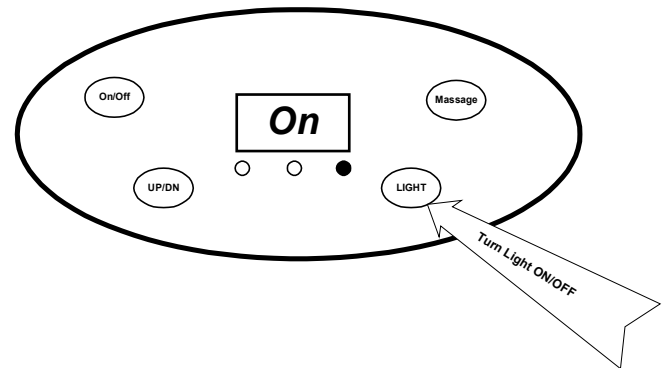 On/Off
On
Massage
UP/DN
LIGHT
Turn Light ON/OFF